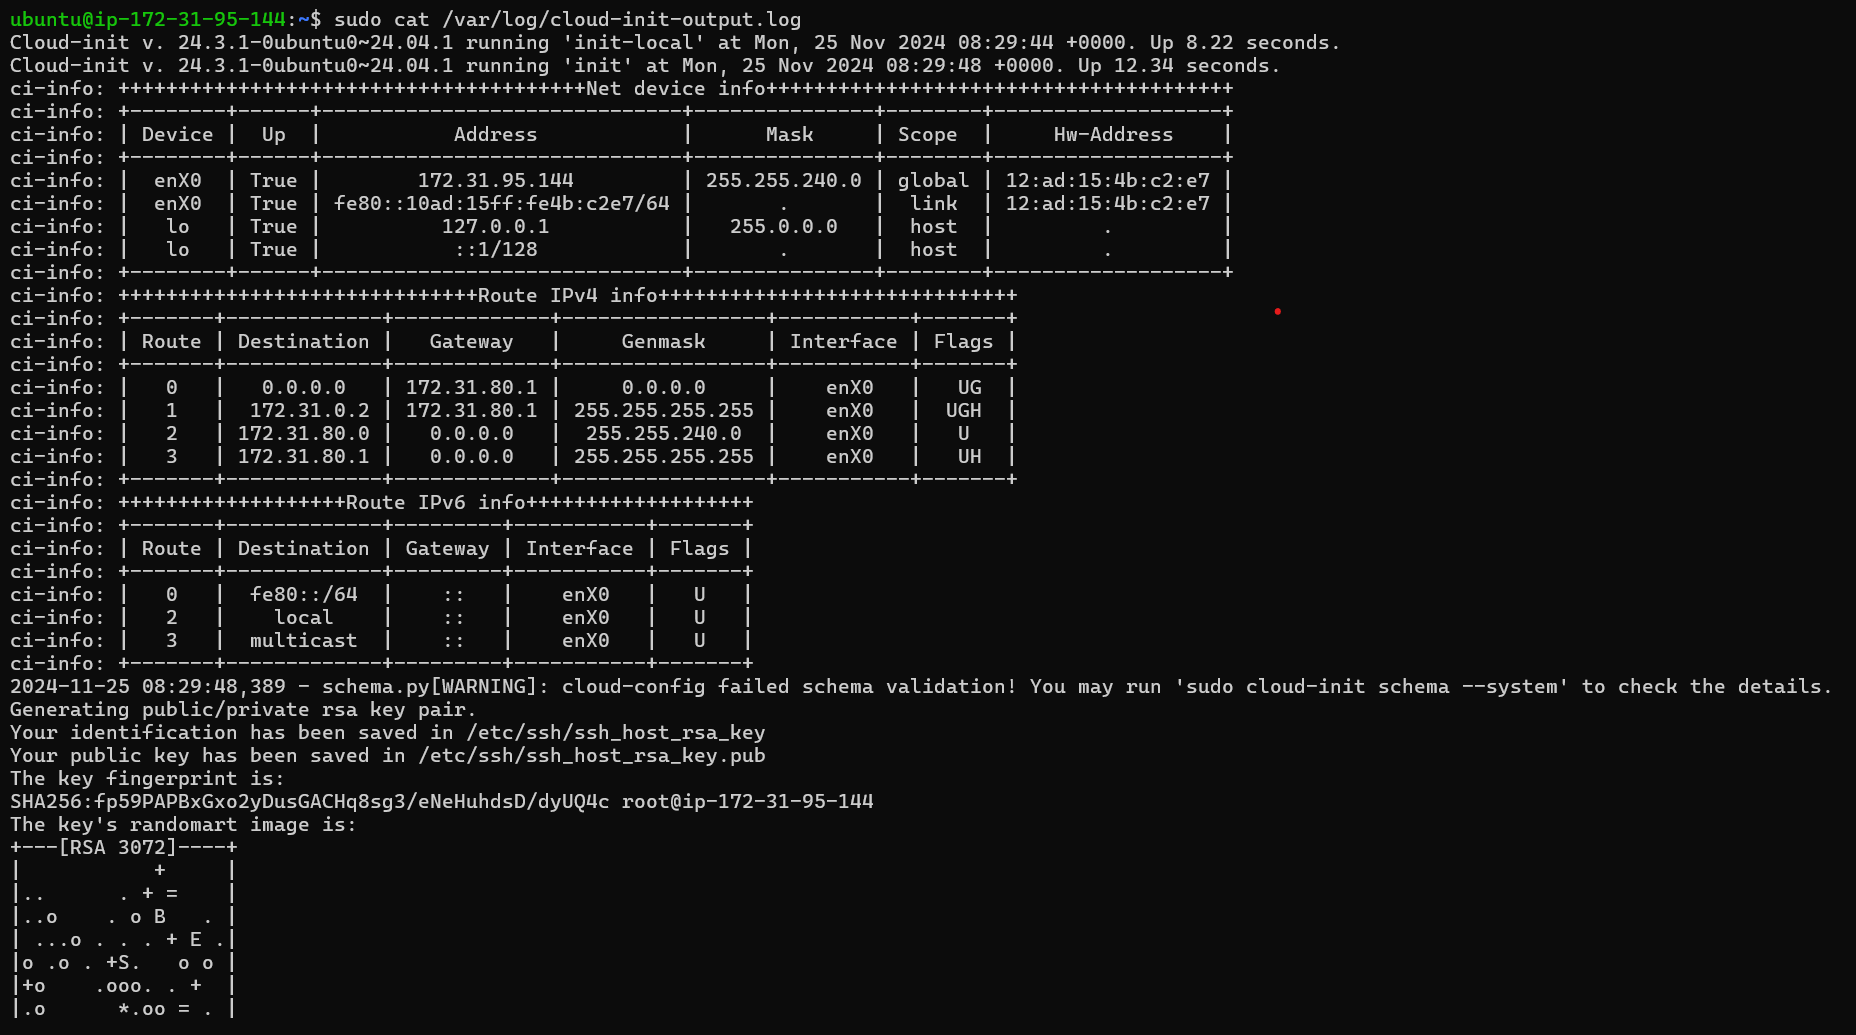 ubuntu@ip-172-31-95-144:~$ sudo cat /var/log/cloud-init-output.log
Cloud-init v. 24.3.1-0ubuntu0~24.04.1 running 'init-local' at Mon, 25 Nov 2024 08:29:44 +0000. Up 8.22 seconds.
Cloud-init v. 24.3.1-0ubuntu0~24.04.1 running 'init' at Mon, 25 Nov 2024 08:29:48 +0000. Up 12.34 seconds.
ci-info: +++++++++++++++++++++++++++++++++++++++Net device info+++++++++++++++++++++++++++++++++++++++
ci-info: +--------+------+------------------------------+---------------+--------+-------------------+
ci-info: | Device |  Up  |           Address            |      Mask     | Scope  |     Hw-Address    |
ci-info: +--------+------+------------------------------+---------------+--------+-------------------+
ci-info: |  enX0  | True |        172.31.95.144         | 255.255.240.0 | global | 12:ad:15:4b:c2:e7 |
ci-info: |  enX0  | True | fe80::10ad:15ff:fe4b:c2e7/64 |       .       |  link  | 12:ad:15:4b:c2:e7 |
ci-info: |   lo   | True |          127.0.0.1           |   255.0.0.0   |  host  |         .         |
ci-info: |   lo   | True |           ::1/128            |       .       |  host  |         .         |
ci-info: +--------+------+------------------------------+---------------+--------+-------------------+
ci-info: ++++++++++++++++++++++++++++++Route IPv4 info++++++++++++++++++++++++++++++
ci-info: +-------+-------------+-------------+-----------------+-----------+-------+
ci-info: | Route | Destination |   Gateway   |     Genmask     | Interface | Flags |
ci-info: +-------+-------------+-------------+-----------------+-----------+-------+
ci-info: |   0   |   0.0.0.0   | 172.31.80.1 |     0.0.0.0     |    enX0   |   UG  |
ci-info: |   1   |  172.31.0.2 | 172.31.80.1 | 255.255.255.255 |    enX0   |  UGH  |
ci-info: |   2   | 172.31.80.0 |   0.0.0.0   |  255.255.240.0  |    enX0   |   U   |
ci-info: |   3   | 172.31.80.1 |   0.0.0.0   | 255.255.255.255 |    enX0   |   UH  |
ci-info: +-------+-------------+-------------+-----------------+-----------+-------+
ci-info: +++++++++++++++++++Route IPv6 info+++++++++++++++++++
ci-info: +-------+-------------+---------+-----------+-------+
ci-info: | Route | Destination | Gateway | Interface | Flags |
ci-info: +-------+-------------+---------+-----------+-------+
ci-info: |   0   |  fe80::/64  |    ::   |    enX0   |   U   |
ci-info: |   2   |    local    |    ::   |    enX0   |   U   |
ci-info: |   3   |  multicast  |    ::   |    enX0   |   U   |
ci-info: +-------+-------------+---------+-----------+-------+
2024-11-25 08:29:48,389 - schema.py[WARNING]: cloud-config failed schema validation! You may run 'sudo cloud-init schema --system' to check the details.
Generating public/private rsa key pair.
Your identification has been saved in /etc/ssh/ssh_host_rsa_key
Your public key has been saved in /etc/ssh/ssh_host_rsa_key.pub
The key fingerprint is:
SHA256:fp59PAPBxGxo2yDusGACHq8sg3/eNeHuhdsD/dyUQ4c root@ip-172-31-95-144
The key's randomart image is:
+---[RSA 3072]----+
|           +     |
|..      . + =    |
|..o    . o B   . |
| ...o . . . + E .|
|o .o . +S.   o o |
|+o    .ooo. . +  |
|.o      *.oo = . |